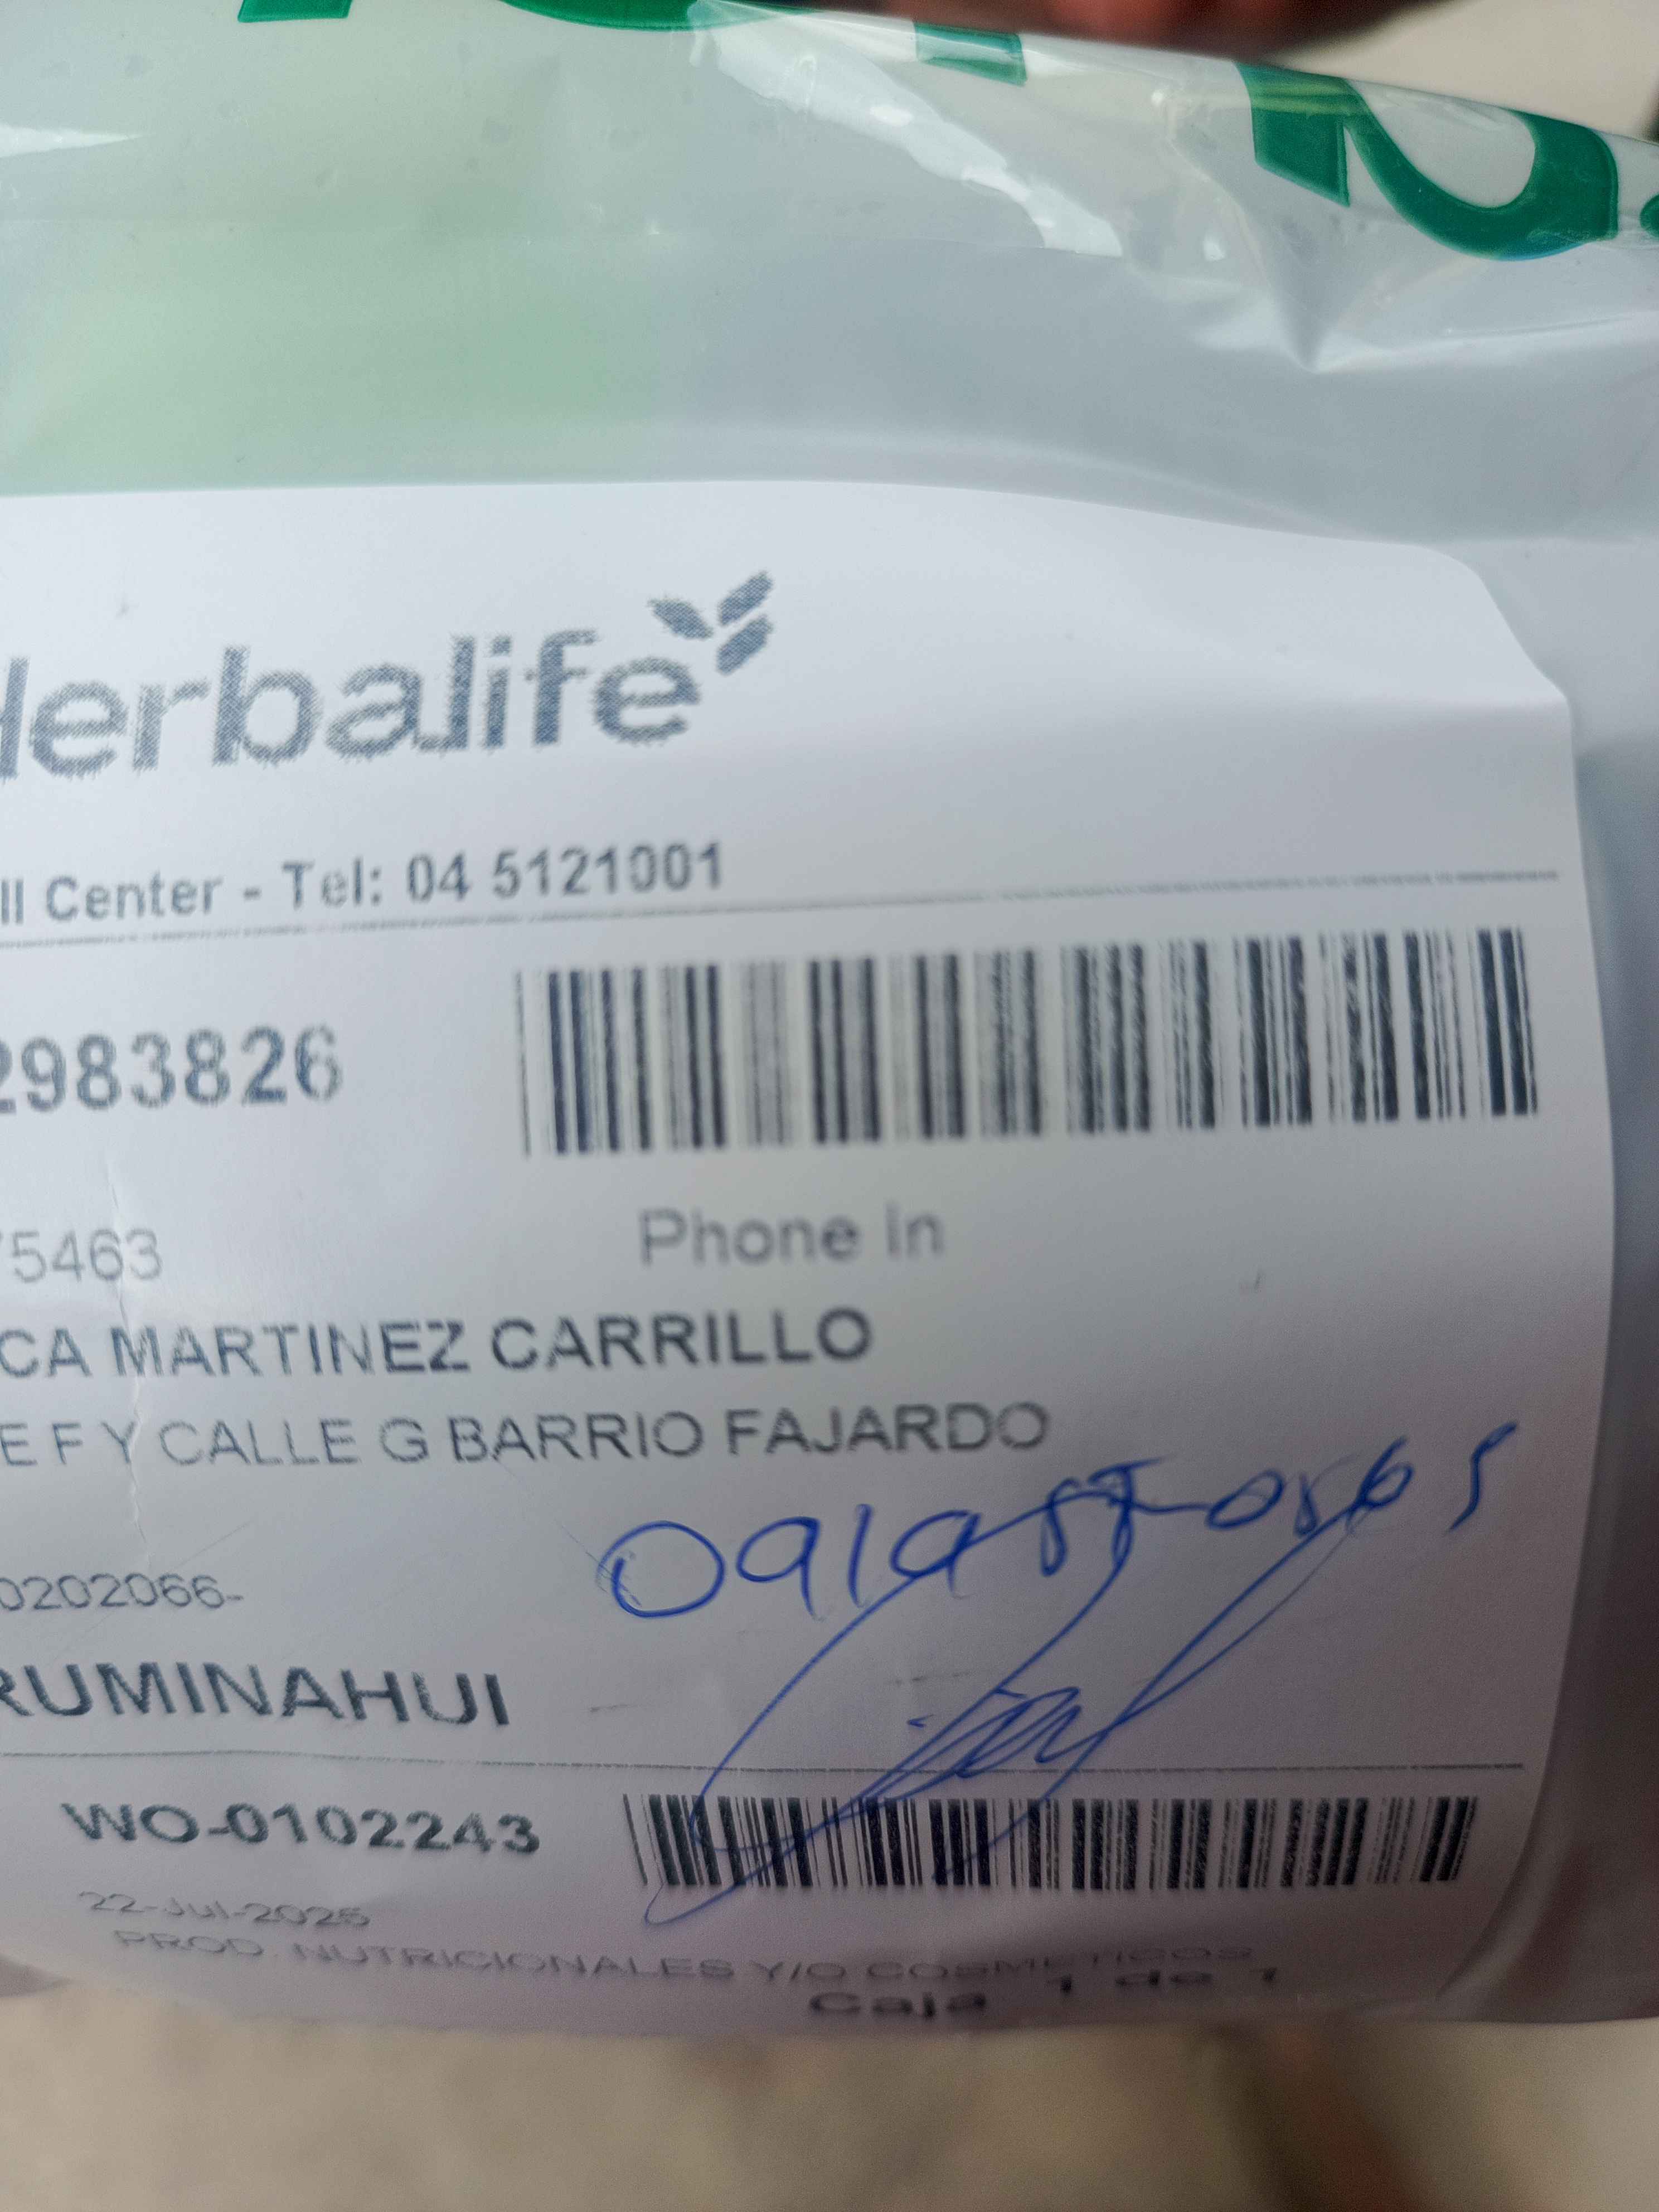 Herbalife
ll Center - Tel: 04 5121001
2983826
75463
Phone in
CA MARTINEZ CARRILLO
E F Y CALLE G BARRIO FAJARDO
0202066-
RUMINAHUI
WO-0102243
22-Jul-2025
PROD. NUTRICIONALES Y/O COSMETICOS
Caja 1 de 1